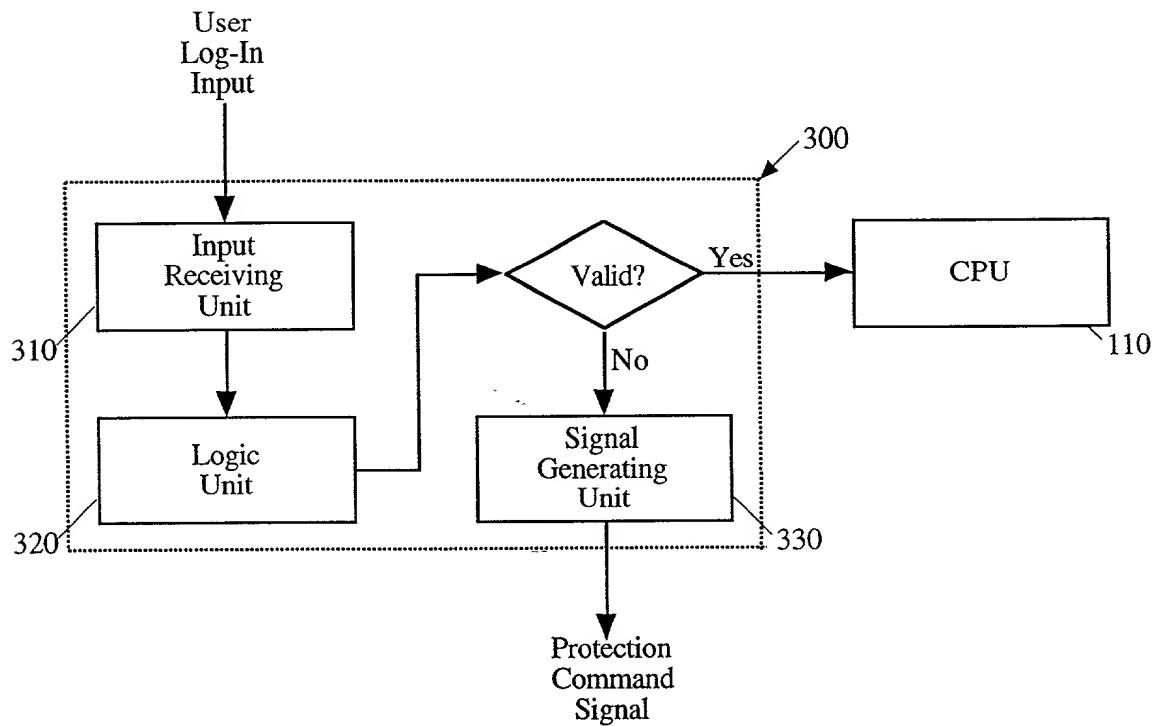 User
Log-In
Input
300
Input
Receiving
Unit
Valid?
Yes
CPU
310
110
No
Logic
Unit
Signal
Generating
Unit
320
330
Protection
Command
Signal